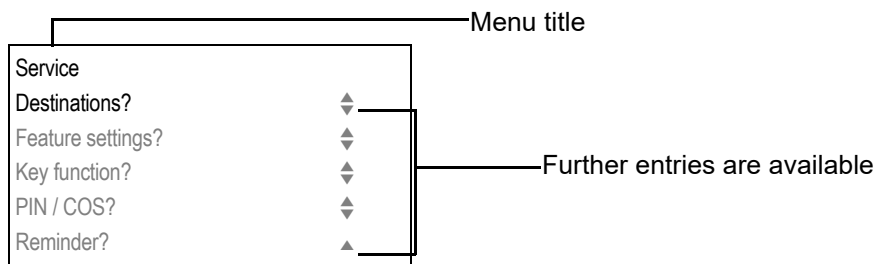 Menu title
Service
Destinations?
Feature settings?
Key function?
PIN / COS?
Reminder?
Further entries are available